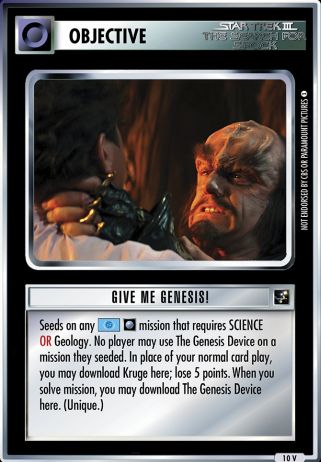 OBJECTIVE
STAR TREK III
THE SEARCH FOR
SPOCK
NOT ENDORSED BY CBS OR PARAMOUNT PICTURES
GIVE ME GENESIS!
Seeds on any mission that requires SCIENCE
OR Geology. No player may use The Genesis Device on a
mission they seeded. In place of your normal card play,
you may download Kruge here; lose 5 points. When you
solve mission, you may download The Genesis Device
here. (Unique.)
10 V